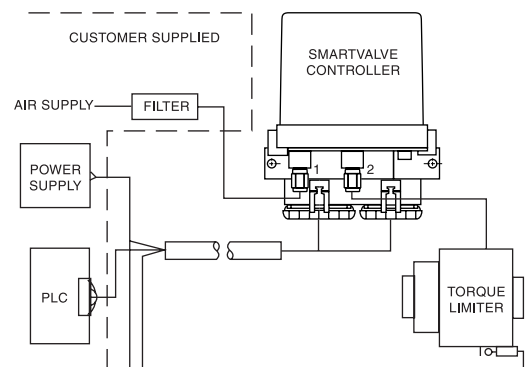 CUSTOMER SUPPLIED
SMARTVALVE
CONTROLLER
AIR SUPPLY
FILTER
1
2
POWER
SUPPLY
PLC
TORQUE
LIMITER